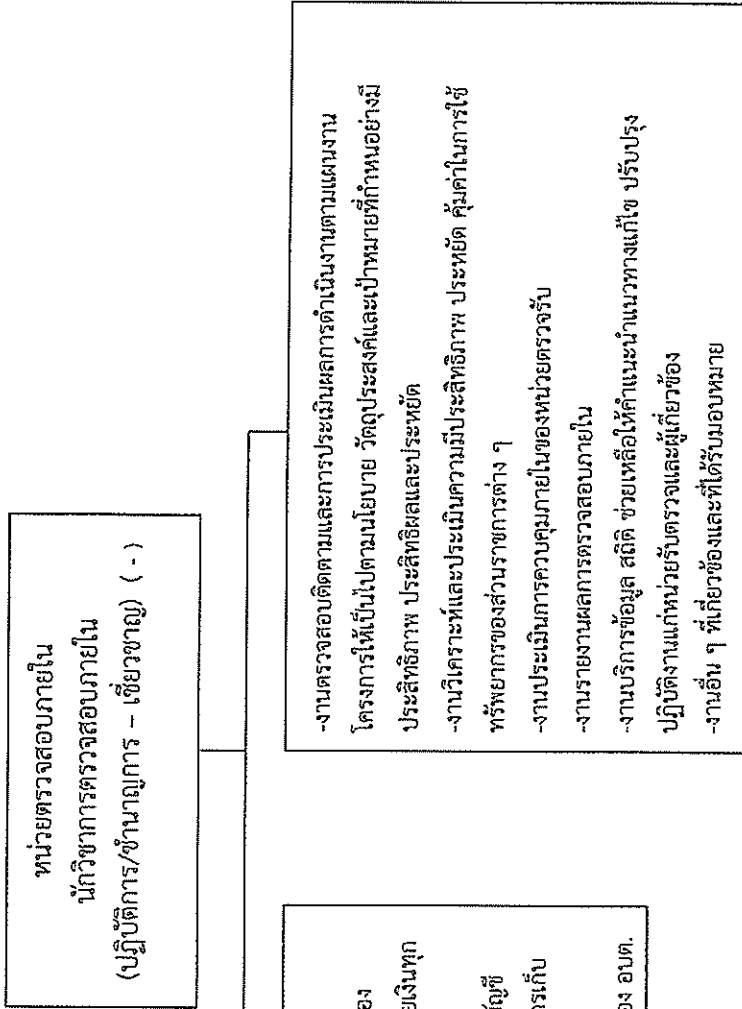 หน่วยตรวจสอบภายใน
นักวิชาการตรวจสอบภายใน
(ปฏิบัติการ/ชำนาญการ – เชี่ยวชาญ) ( - )
อง
ยเงินทุก
ัญชี
ารเก็บ
อง อบต.
-งานตรวจสอบติดตามและการประเมินผลการดำเนินงานตามแผนงาน
โครงการให้เป็นไปตามนโยบาย วัตถุประสงค์และเป้าหมายที่กำหนอย่างมี
ประสิทธิภาพ ประสิทธิผลและประหยัด
-งานวิเคราะห์และประเมินความมีประสิทธิภาพ ประหยัด คุ้มค่าในการใช้
ทรัพยากรของส่วนราชการต่าง ๆ
-งานประเมินการควบคุมภายในของหน่วยตรวจรับ
-งานรายงานผลการตรวจสอบภายใน
-งานบริการข้อมูล สถิติ ช่วยเหลือให้คำแนะนำแนวทางแก้ไข ปรับปรุง
ปฏิบัติงานแก่หน่วยรับตรวจและผู้เกี่ยวข้อง
-งานอื่น ๆ ที่เกี่ยวข้องและที่ได้รับมอบหมาย